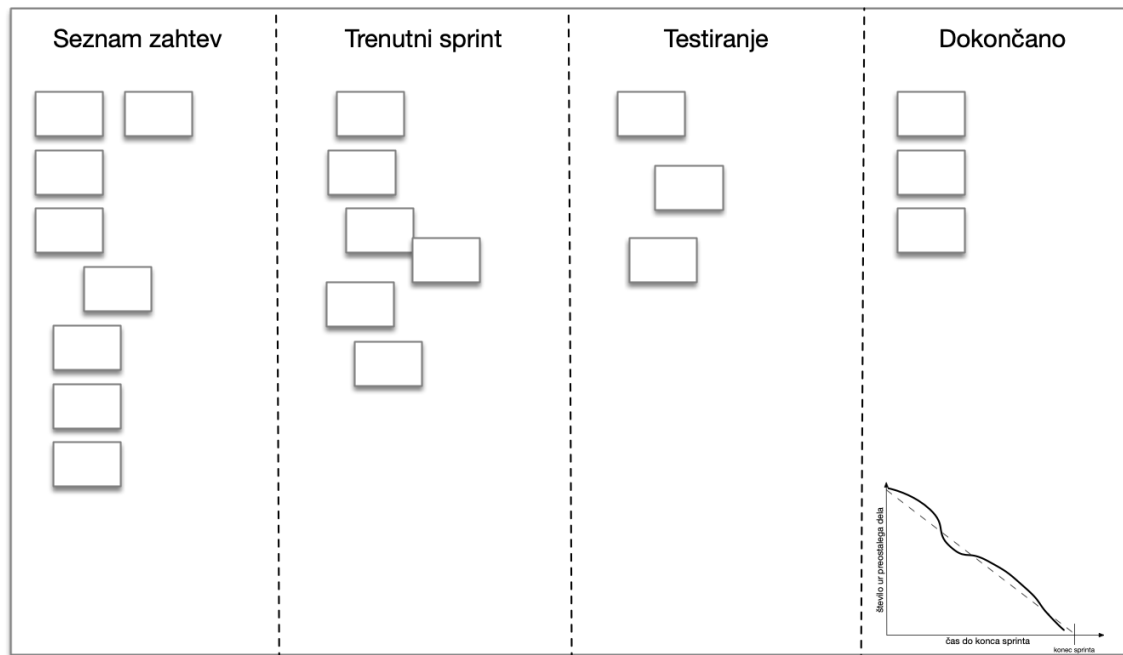 Seznam zahtev
Trenutni sprint
Testiranje
Dokončano
število ur preostalega dela
čas do konca sprinta
konec sprinta